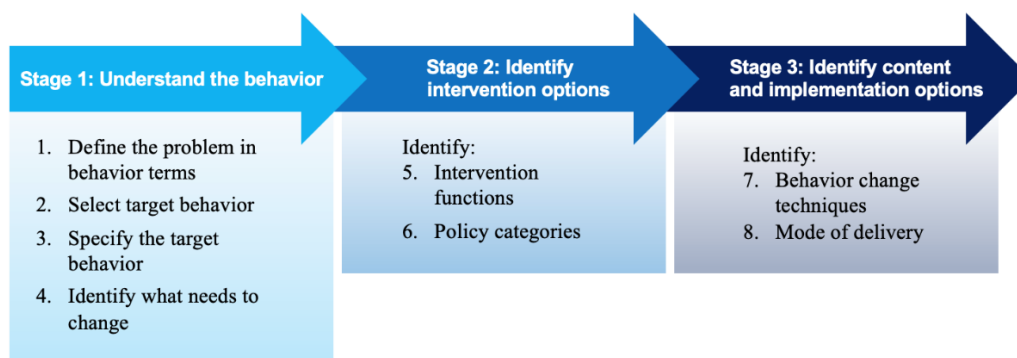 Stage 1: Understand the behavior
1. Define the problem in
behavior terms
2. Select target behavior
3. Specify the target
behavior
4. Identify what needs to
change
Stage 2: Identify
intervention options
Identify:
5. Intervention
functions
6. Policy categories
Stage 3: Identify content
and implementation options
Identify:
7. Behavior change
techniques
8. Mode of delivery